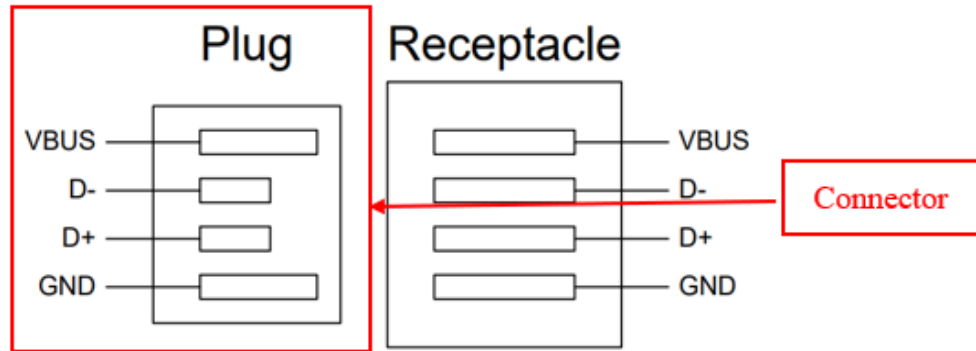 Plug
Receptacle
VBUS
D-
D+
GND
VBUS
D-
D+
GND
Connector